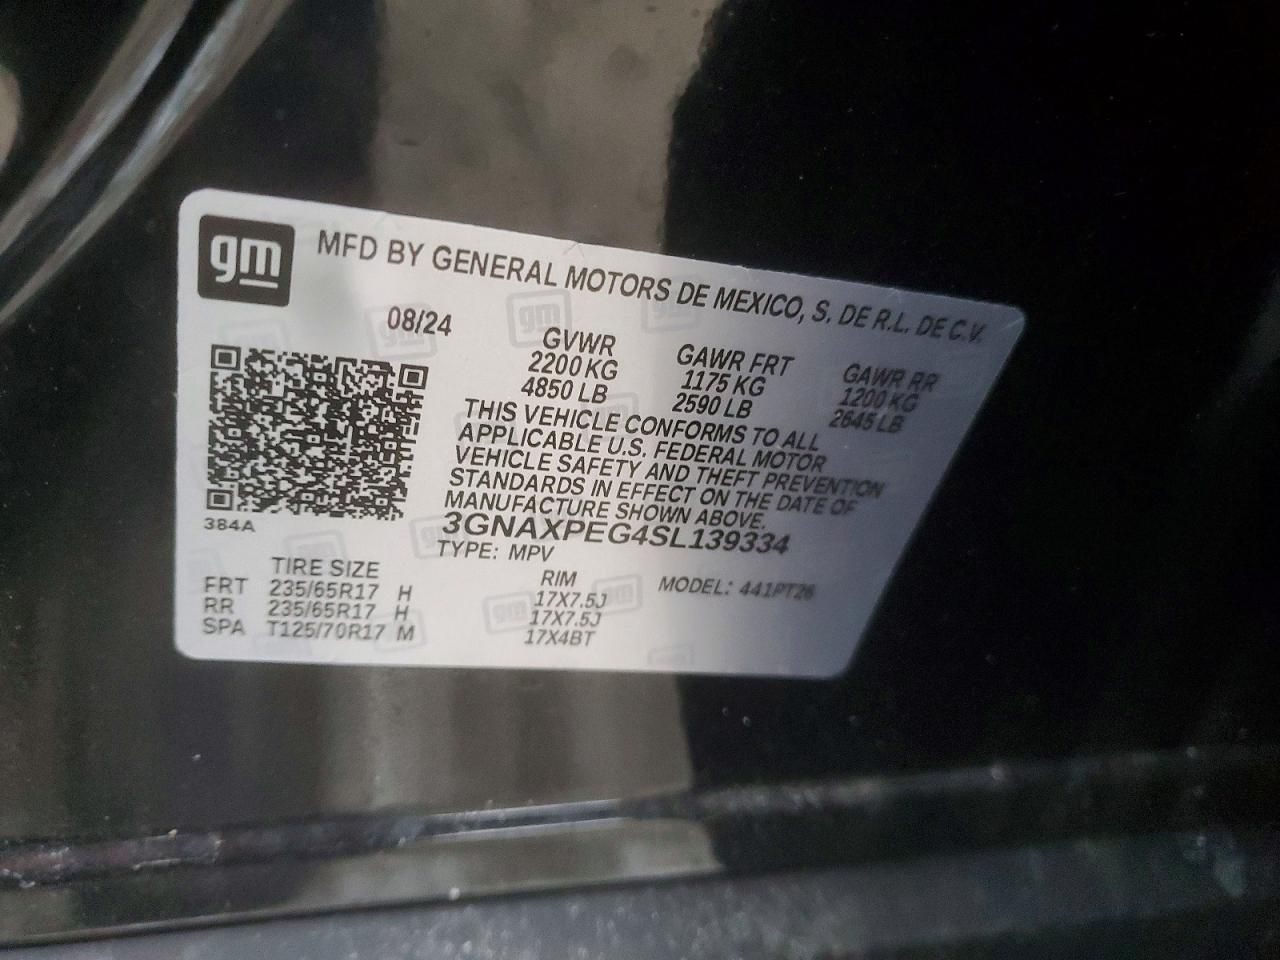 gm MFD BY GENERAL MOTORS DE MEXICO, S. DE R.L. DE C.V.
08/24 GVWR GAWR FRT GAWR RR
2200 KG 1175 KG 1200 KG
4850 LB 2590 LB 2645 LB
THIS VEHICLE CONFORMS TO ALL
APPLICABLE U.S. FEDERAL MOTOR
VEHICLE SAFETY AND THEFT PREVENTION
STANDARDS IN EFFECT ON THE DATE OF
MANUFACTURE SHOWN ABOVE.
384A 3GNAXPEG4SL139334
TYPE: MPV MODEL: 441PT26
TIRE SIZE RIM
FRT 235/65R17 H 17X7.5J
RR 235/65R17 H 17X7.5J
SPA T125/70R17 M 17X4BT